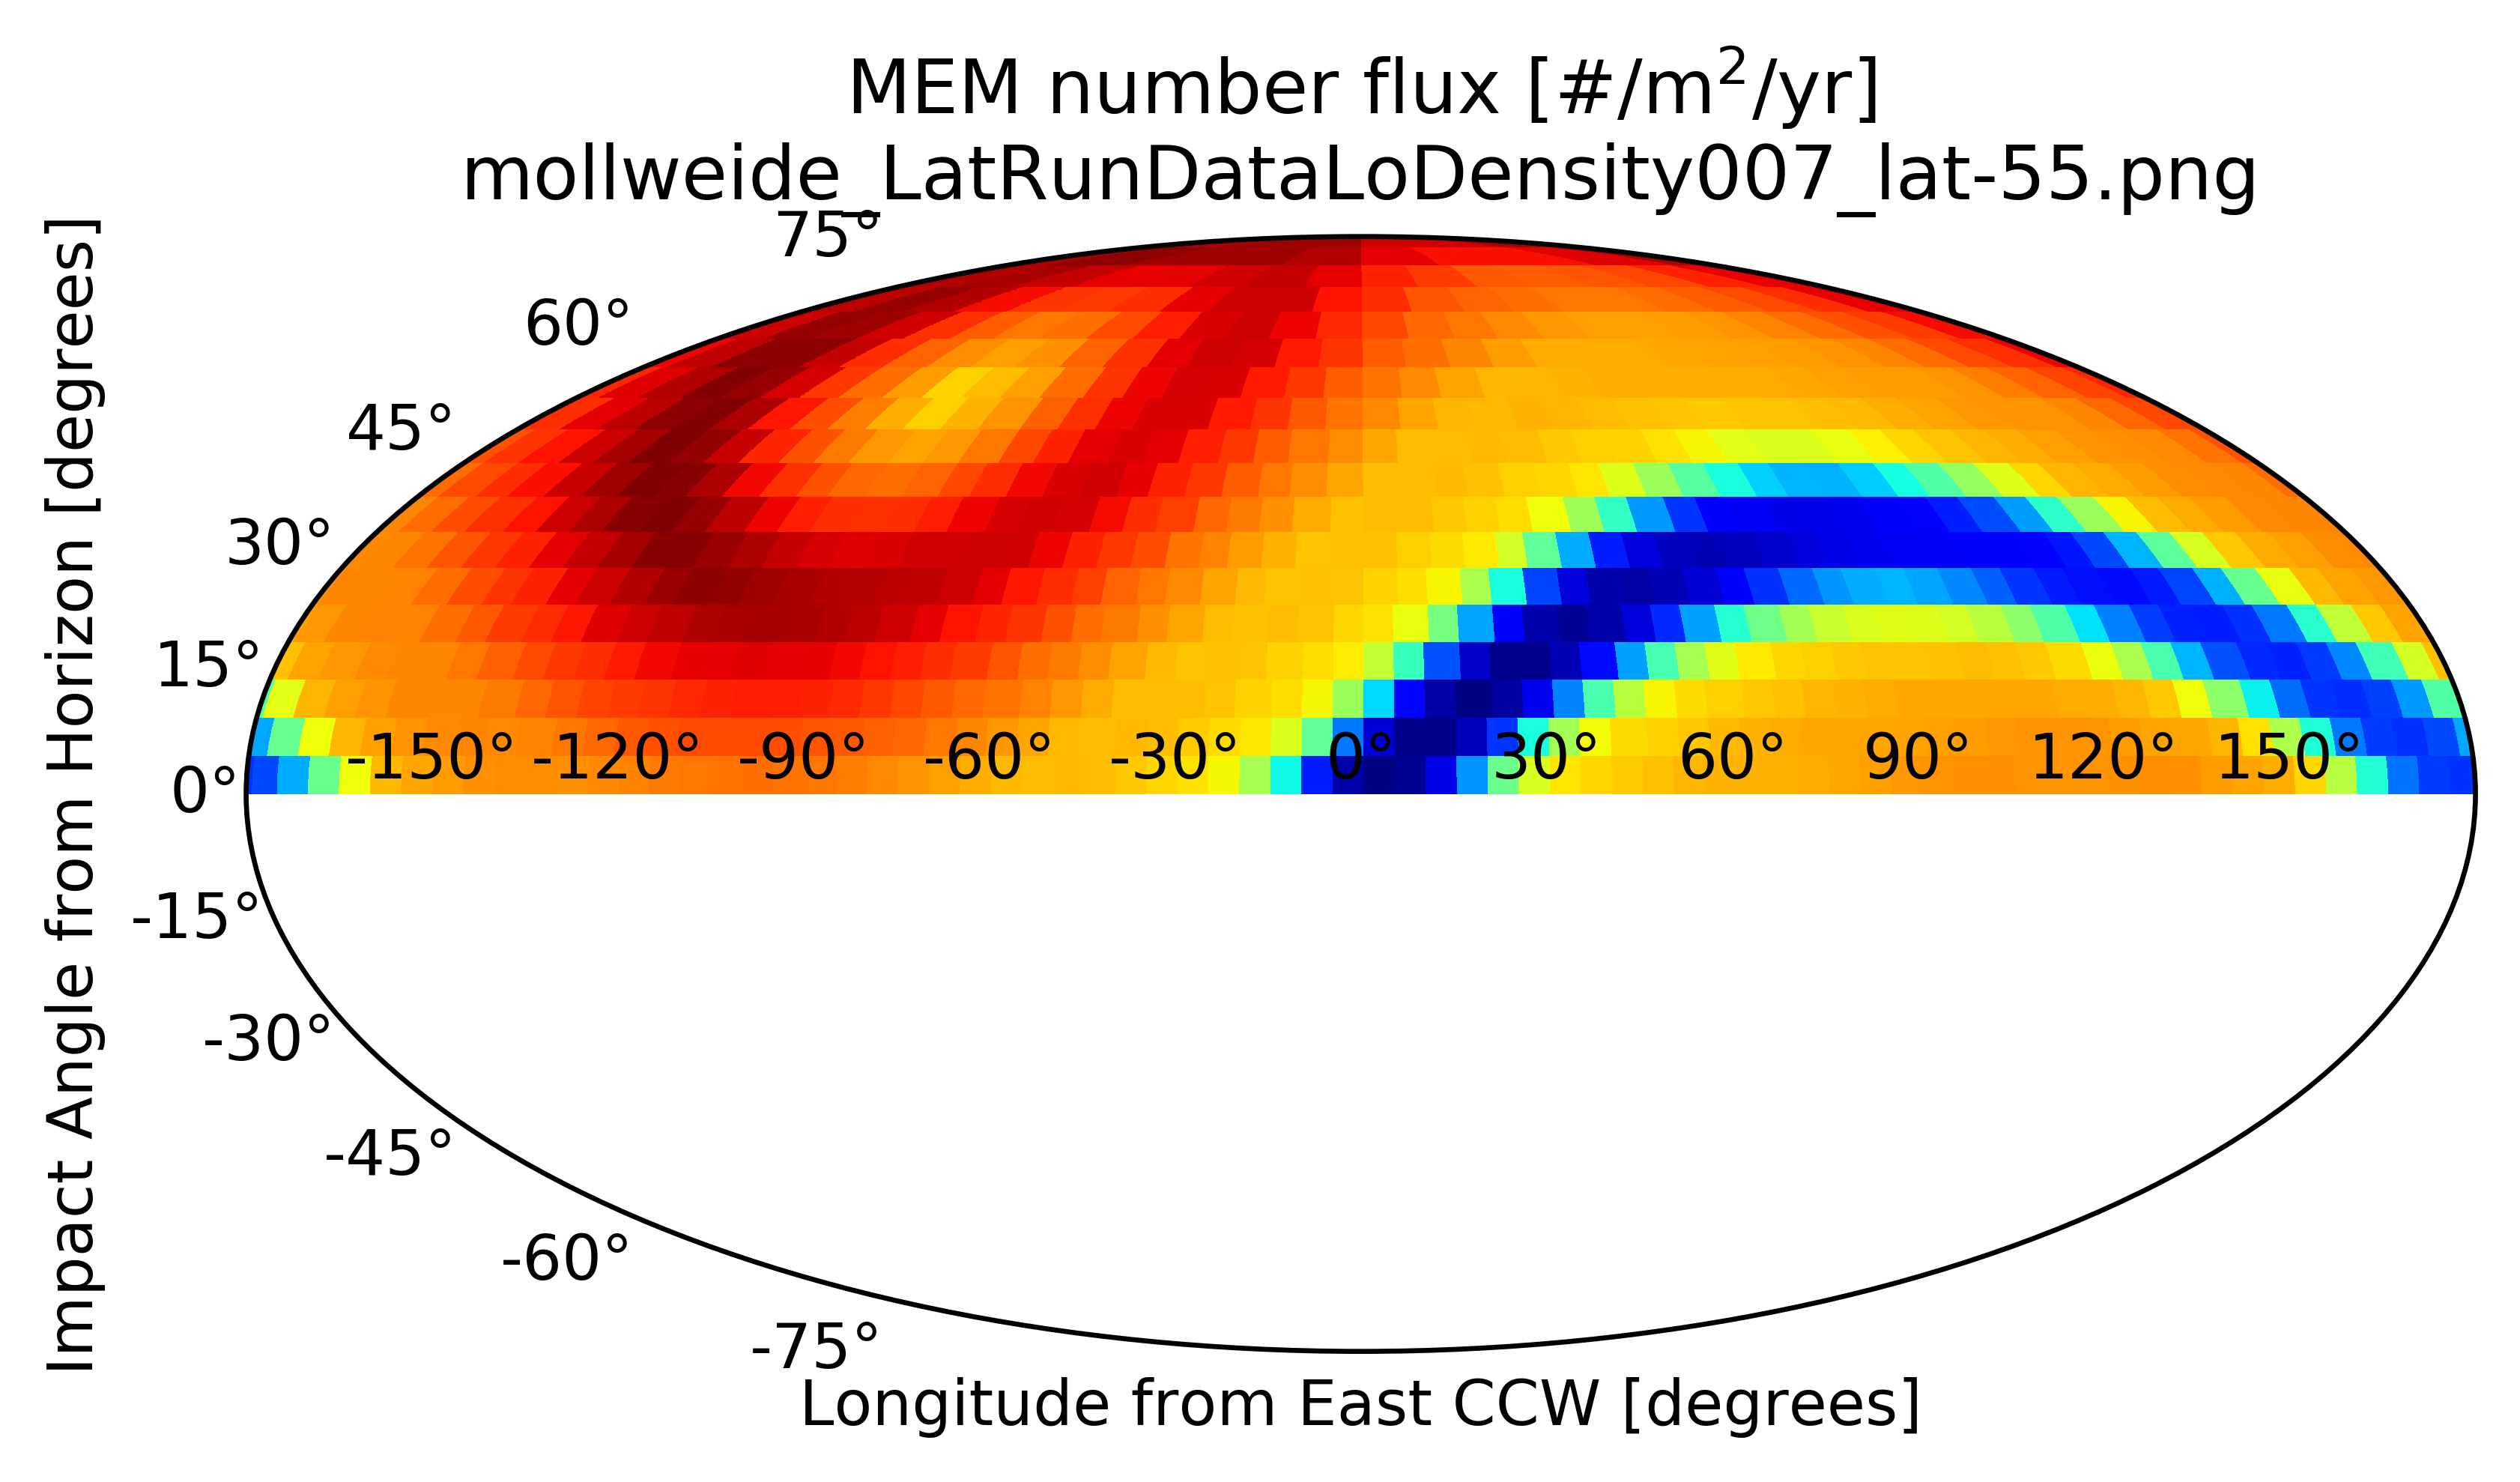 MEM number flux [#/m²/yr]
mollweide_LatRunDataLoDensity007_lat-55.png
Impact Angle from Horizon [degrees]
75°
60°
45°
30°
15°
0°
-15°
-30°
-45°
-60°
-75°
-150° -120° -90° -60° -30° 0° 30° 60° 90° 120° 150°
Longitude from East CCW [degrees]